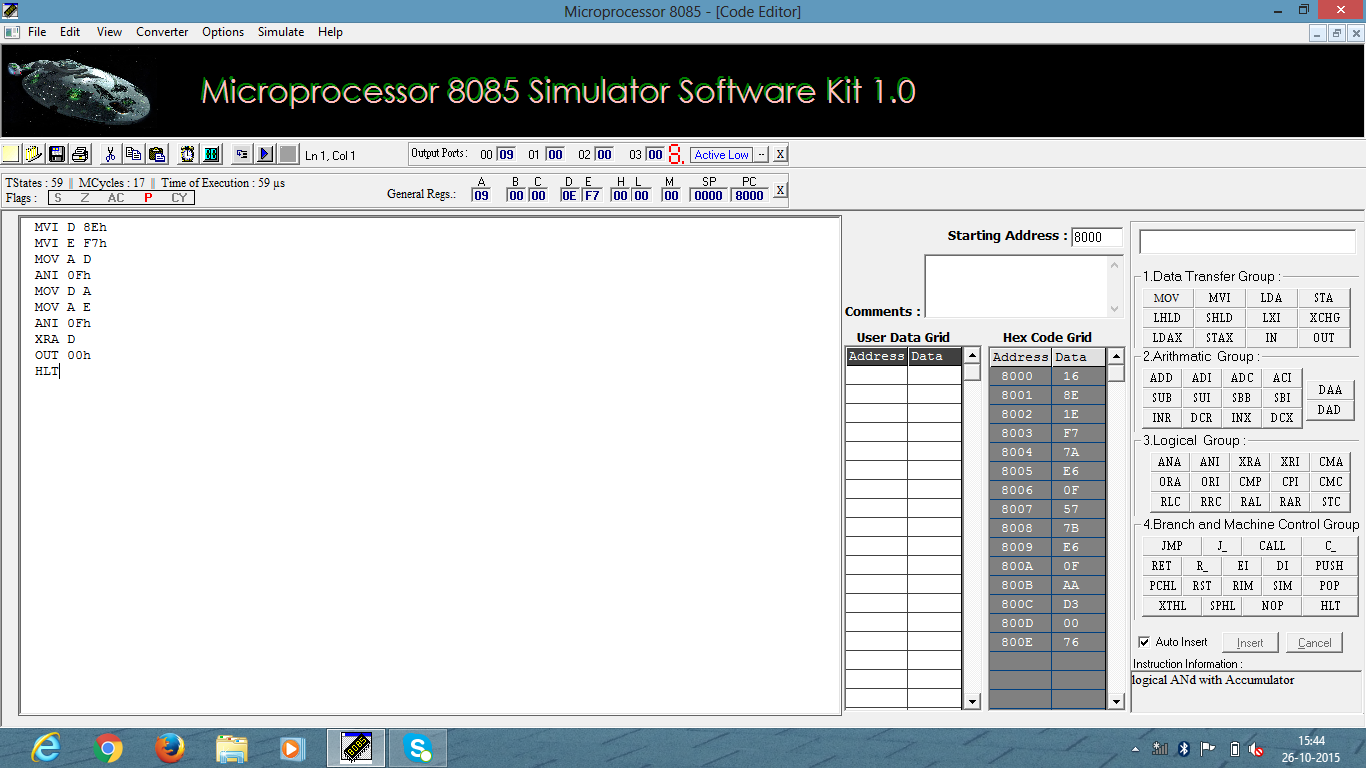 Microprocessor 8085 - [Code Editor]
File Edit View Converter Options Simulate Help
Microprocessor 8085 Simulator Software Kit 1.0
Ln 1, Col 1
Output Ports : 00 09 01 00 02 00 03 00 8. Active Low -- X
TStates : 59 MCycles : 17 Time of Execution : 59 µs
Flags : S Z AC P CY
General Regs.: A 09 B 00 C 00 D 0E E F7 H 00 L 00 M 00 SP 0000 PC 8000 X
MVI D 8Eh
MVI E F7h
MOV A D
ANI 0Fh
MOV D A
MOV A E
ANI 0Fh
XRA D
OUT 00h
HLT
Starting Address : 8000
Comments :
User Data Grid
Address Data
Hex Code Grid
Address Data
8000 16
8001 8E
8002 1E
8003 F7
8004 7A
8005 E6
8006 0F
8007 57
8008 7B
8009 E6
800A 0F
800B AA
800C D3
800D 00
800E 76
1.Data Transfer Group :
MOV MVI LDA STA
LHLD SHLD LXI XCHG
LDAX STAX IN OUT
2.Arithmetic Group :
ADD ADI ADC ACI
SUB SUI SBB SBI
INR DCR INX DCX
DAA
DAD
3.Logical Group :
ANA ANI XRA XRI CMA
ORA ORI CMP CPI CMC
RLC RRC RAL RAR STC
4.Branch and Machine Control Group
JMP J_ CALL C_
RET R_ EI DI PUSH
PCHL RST RIM SIM POP
XTHL SPHL NOP HLT
Auto Insert Insert Cancel
Instruction Information :
logical ANd with Accumulator
8085
15:44
26-10-2015